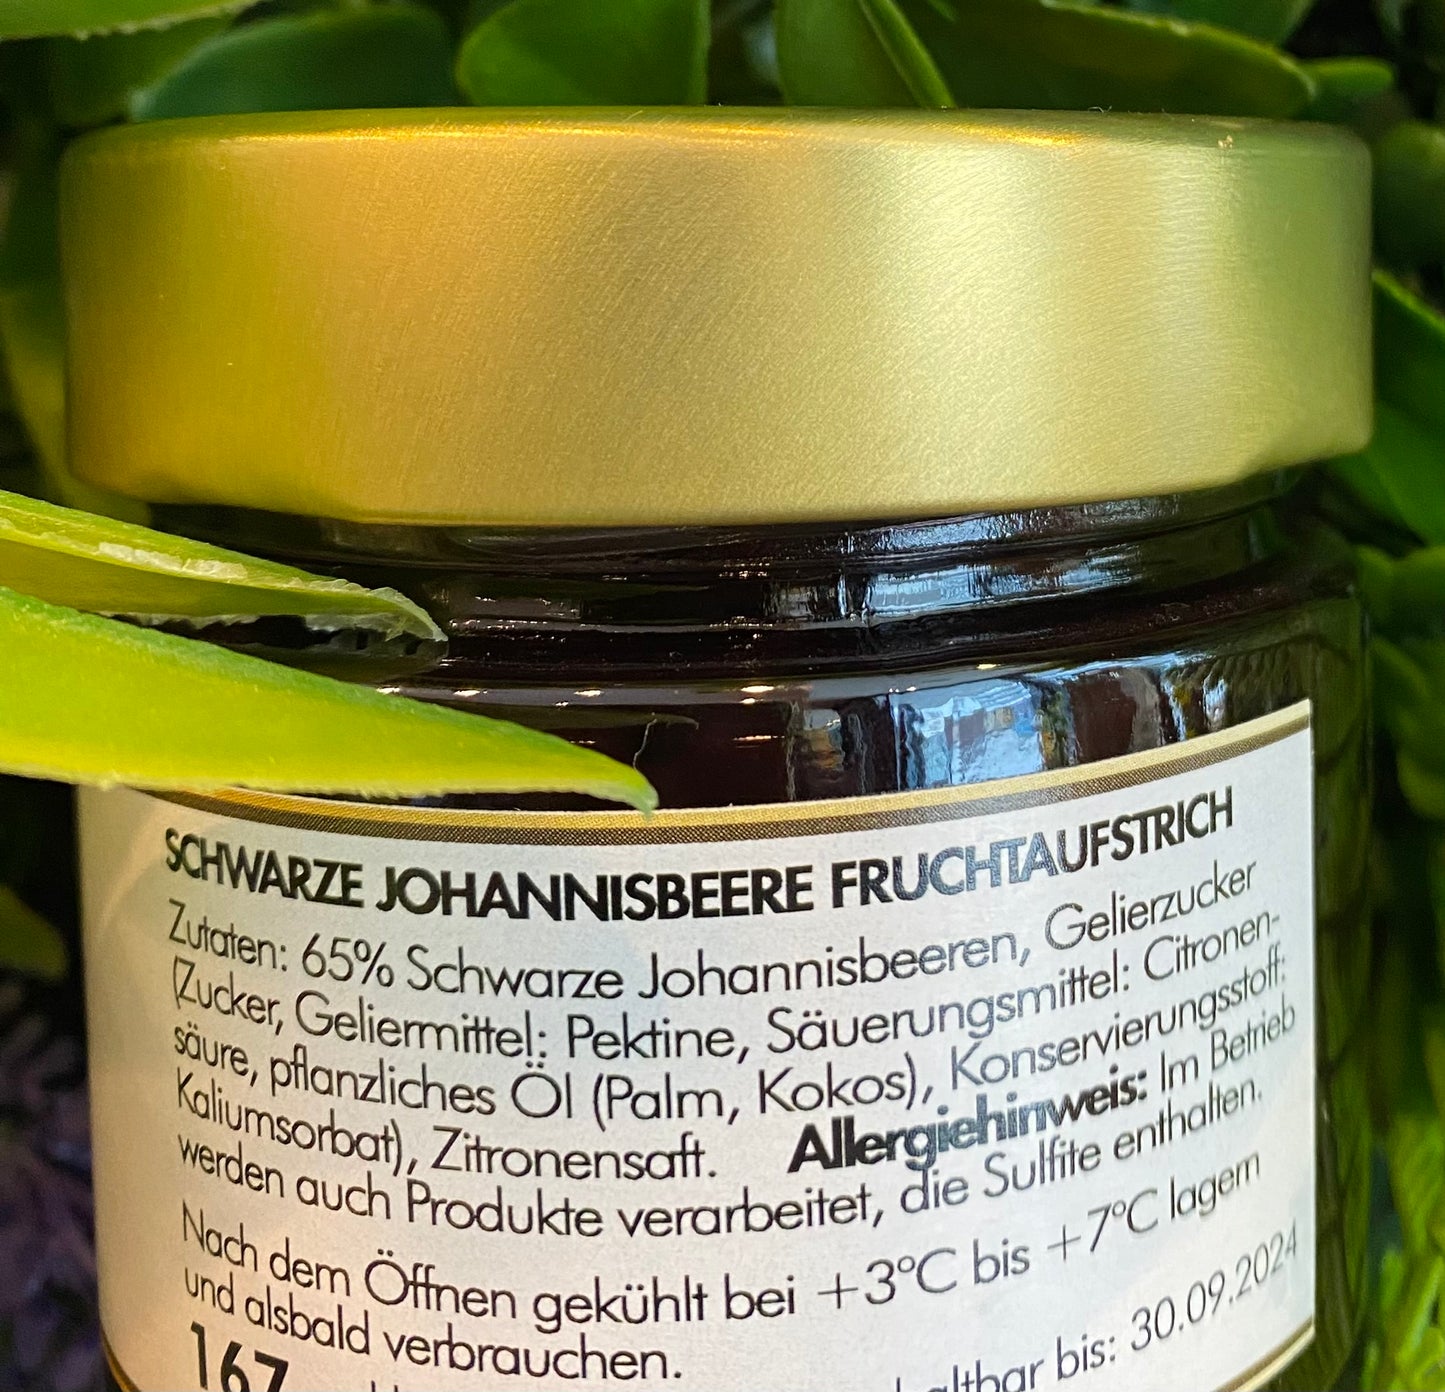 SCHWARZE JOHANNISBEERE FRUCHTAUFSTRICH
Zutaten: 65% Schwarze Johannisbeeren, Gelierzucker
(Zucker, Geliermittel: Pektine, Säuerungsmittel: Citronen-
säure, pflanzliches Öl (Palm, Kokos), Konservierungsstoff:
Kaliumsorbat), Zitronensaft. Allergiehinweis: Im Betrieb
werden auch Produkte verarbeitet, die Sulfite enthalten.
Nach dem Öffnen gekühlt bei +3°C bis +7°C lagern
und alsbald verbrauchen.
167 bis: 30.09.2024